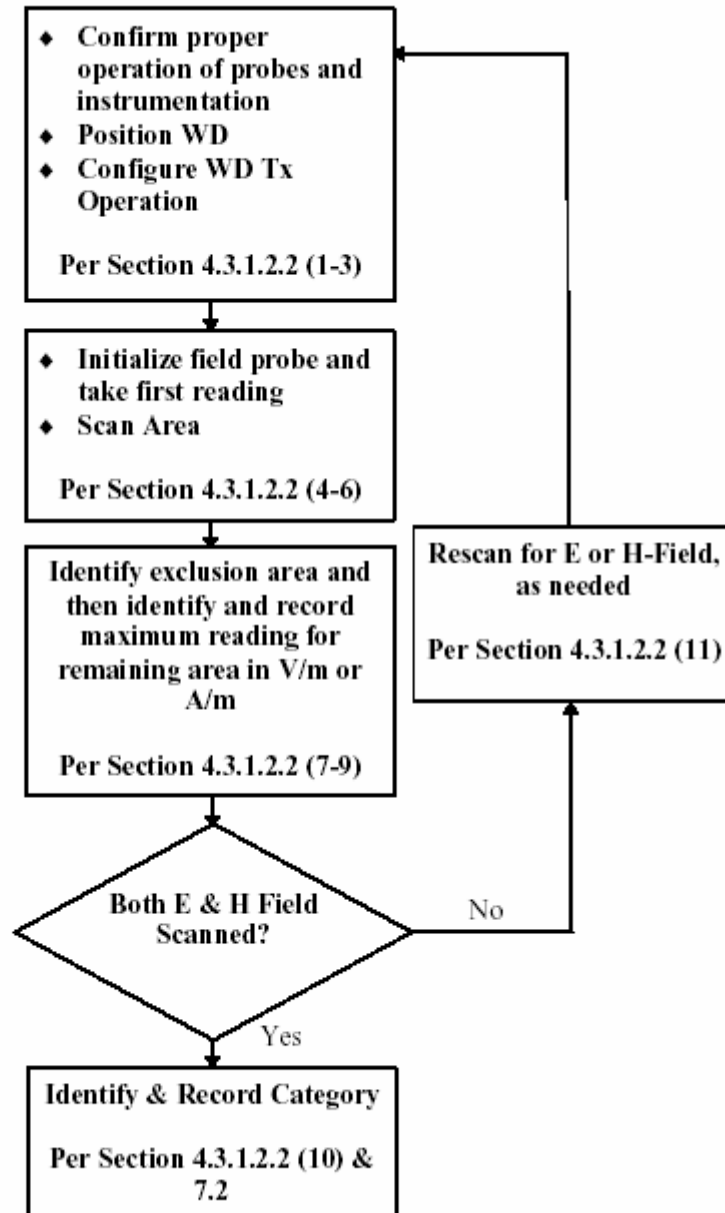 ◆ Confirm proper
operation of probes and
instrumentation
◆ Position WD
◆ Configure WD Tx
Operation
Per Section 4.3.1.2.2 (1-3)
◆ Initialize field probe and
take first reading
◆ Scan Area
Per Section 4.3.1.2.2 (4-6)
Identify exclusion area and
then identify and record
maximum reading for
remaining area in V/m or
A/m
Per Section 4.3.1.2.2 (7-9)
Rescan for E or H-Field,
as needed
Per Section 4.3.1.2.2 (11)
Both E & H Field
Scanned?
No
Yes
Identify & Record Category
Per Section 4.3.1.2.2 (10) &
7.2